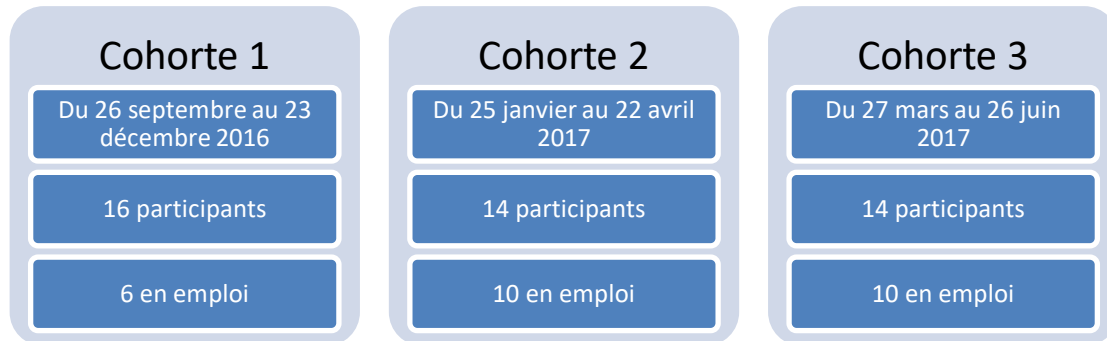 Cohorte 1
Du 26 septembre au 23
décembre 2016
16 participants
6 en emploi
Cohorte 2
Du 25 janvier au 22 avril
2017
14 participants
10 en emploi
Cohorte 3
Du 27 mars au 26 juin
2017
14 participants
10 en emploi